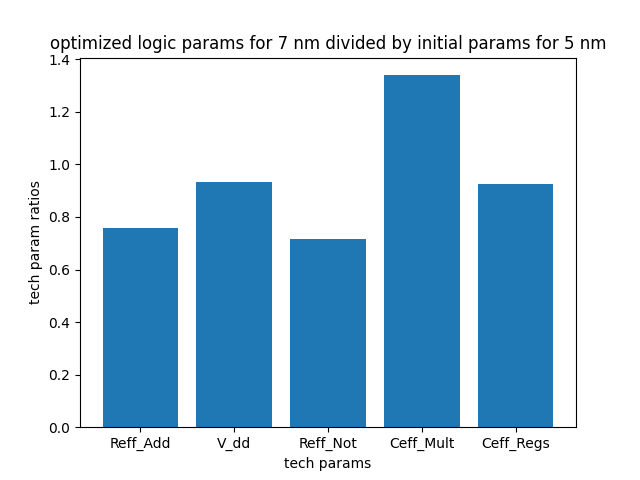 optimized logic params for 7 nm divided by initial params for 5 nm
1.4
1.2
1.0
0.8
0.6
0.4
0.2
0.0
tech param ratios
Reff_Add V_dd Reff_Not Ceff_Mult Ceff_Regs
tech params